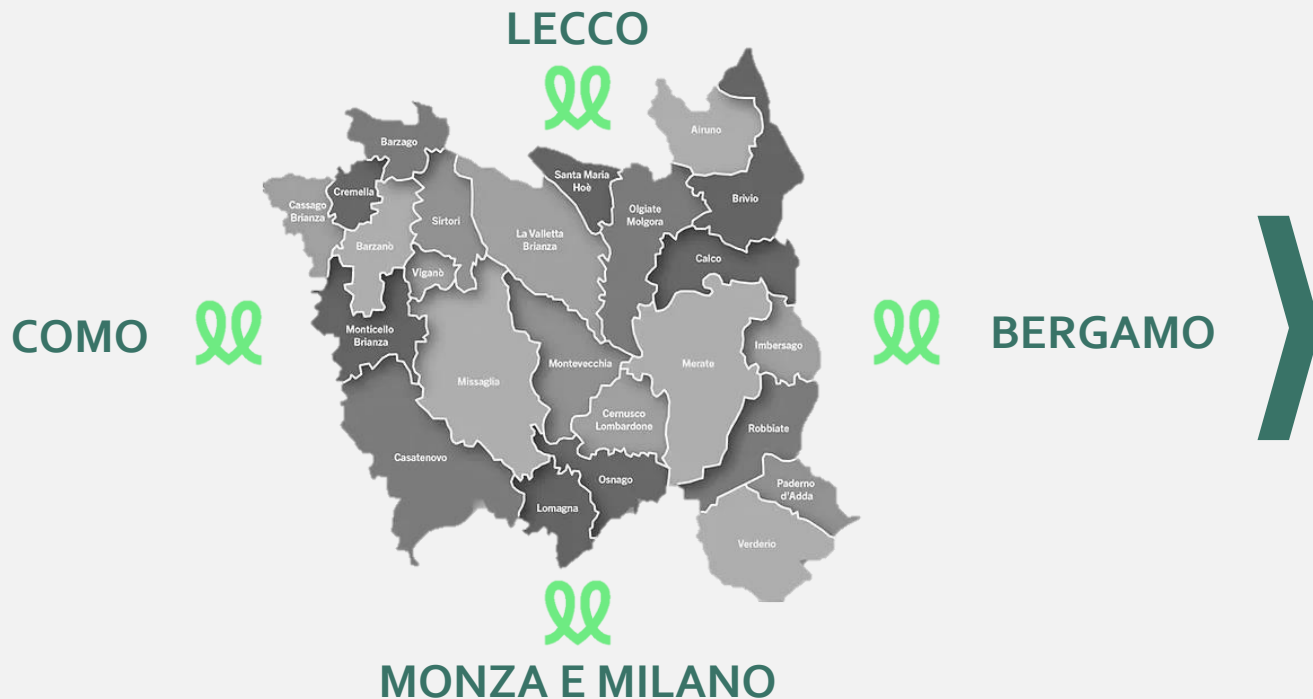 LECCO
Airuno
Barzago
Santa Maria
Hoè
Cremella
Brivio
Cassago
Brianza
Sirtori
Olgiate
Molgora
La Valletta
Brianza
Barzanò
Calco
Viganò
COMO
Monticello
Brianza
BERGAMO
Imbersago
Montevecchia
Merate
Missaglia
Cernusco
Lombardone
Robbiate
Casatenovo
Osnago
Paderno
d'Adda
Lomagna
Verderio
MONZA E MILANO